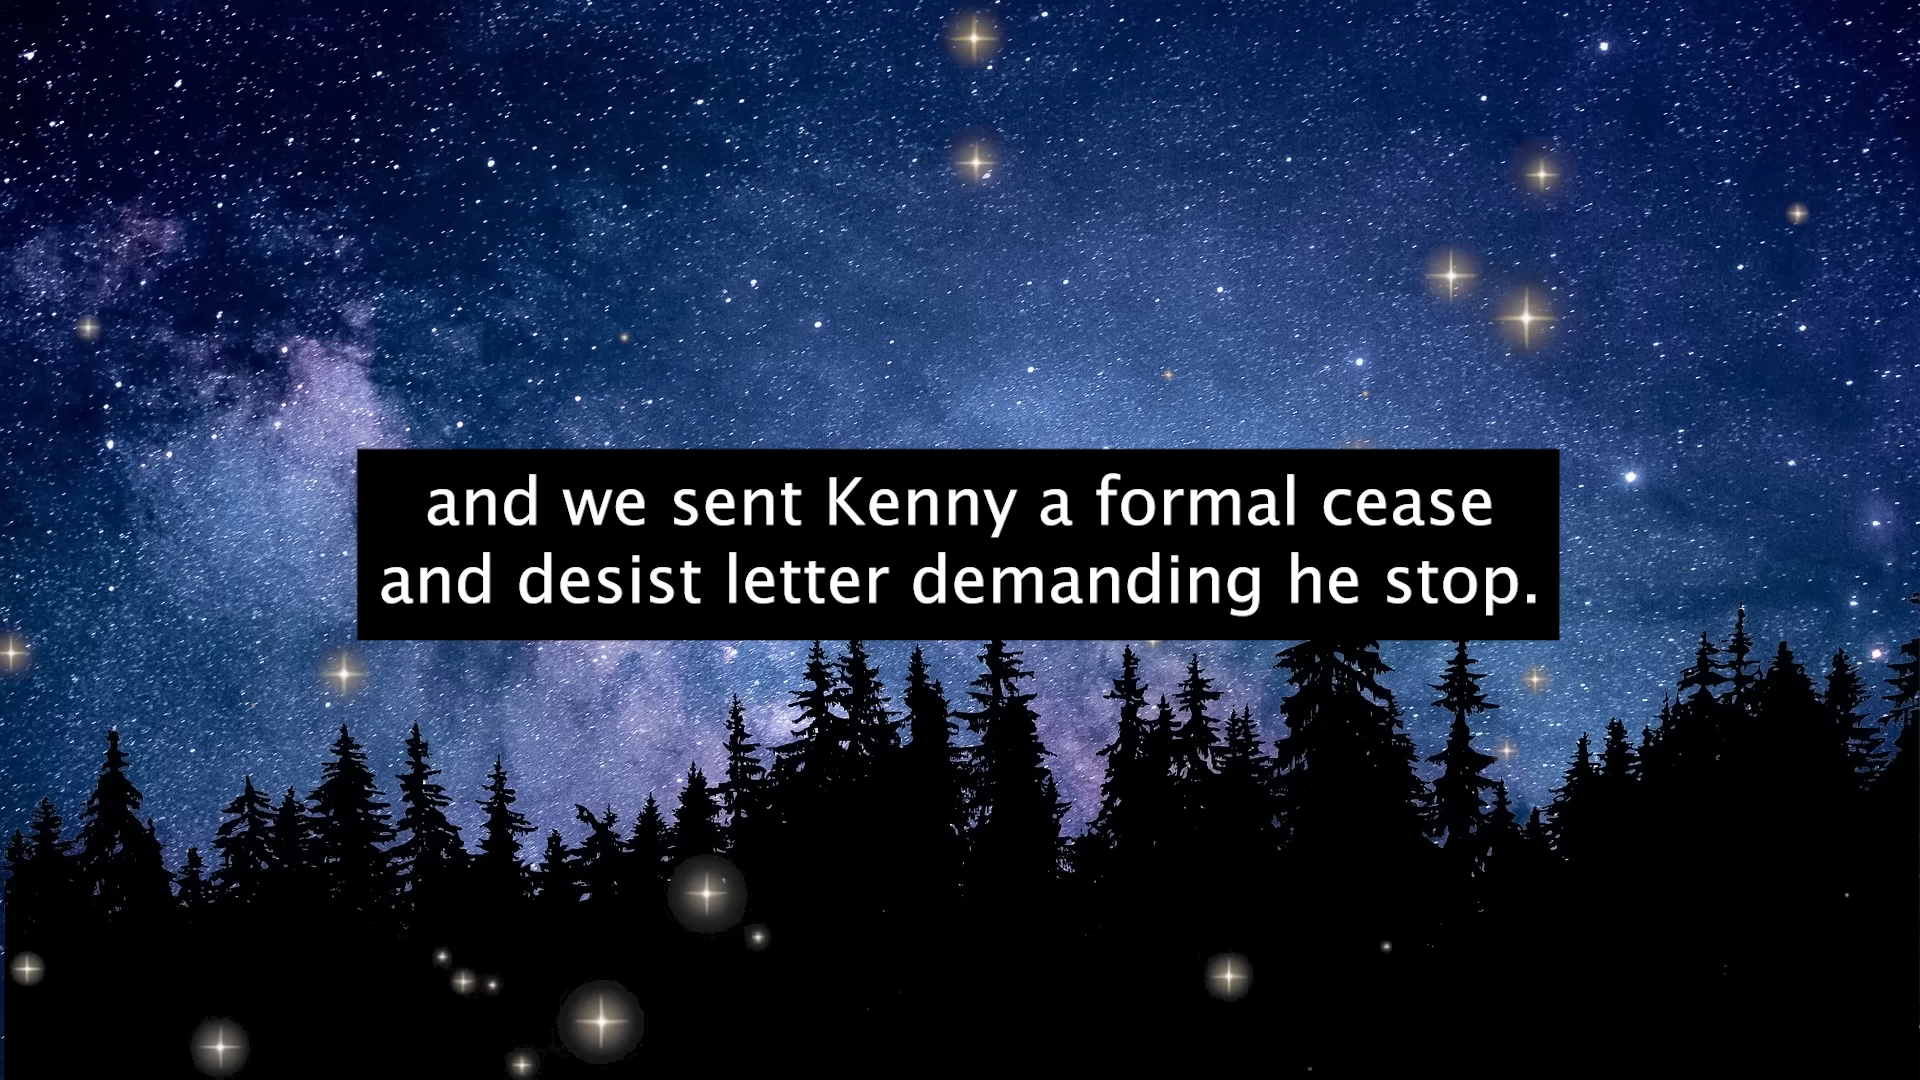 and we sent Kenny a formal cease
and desist letter demanding he stop.